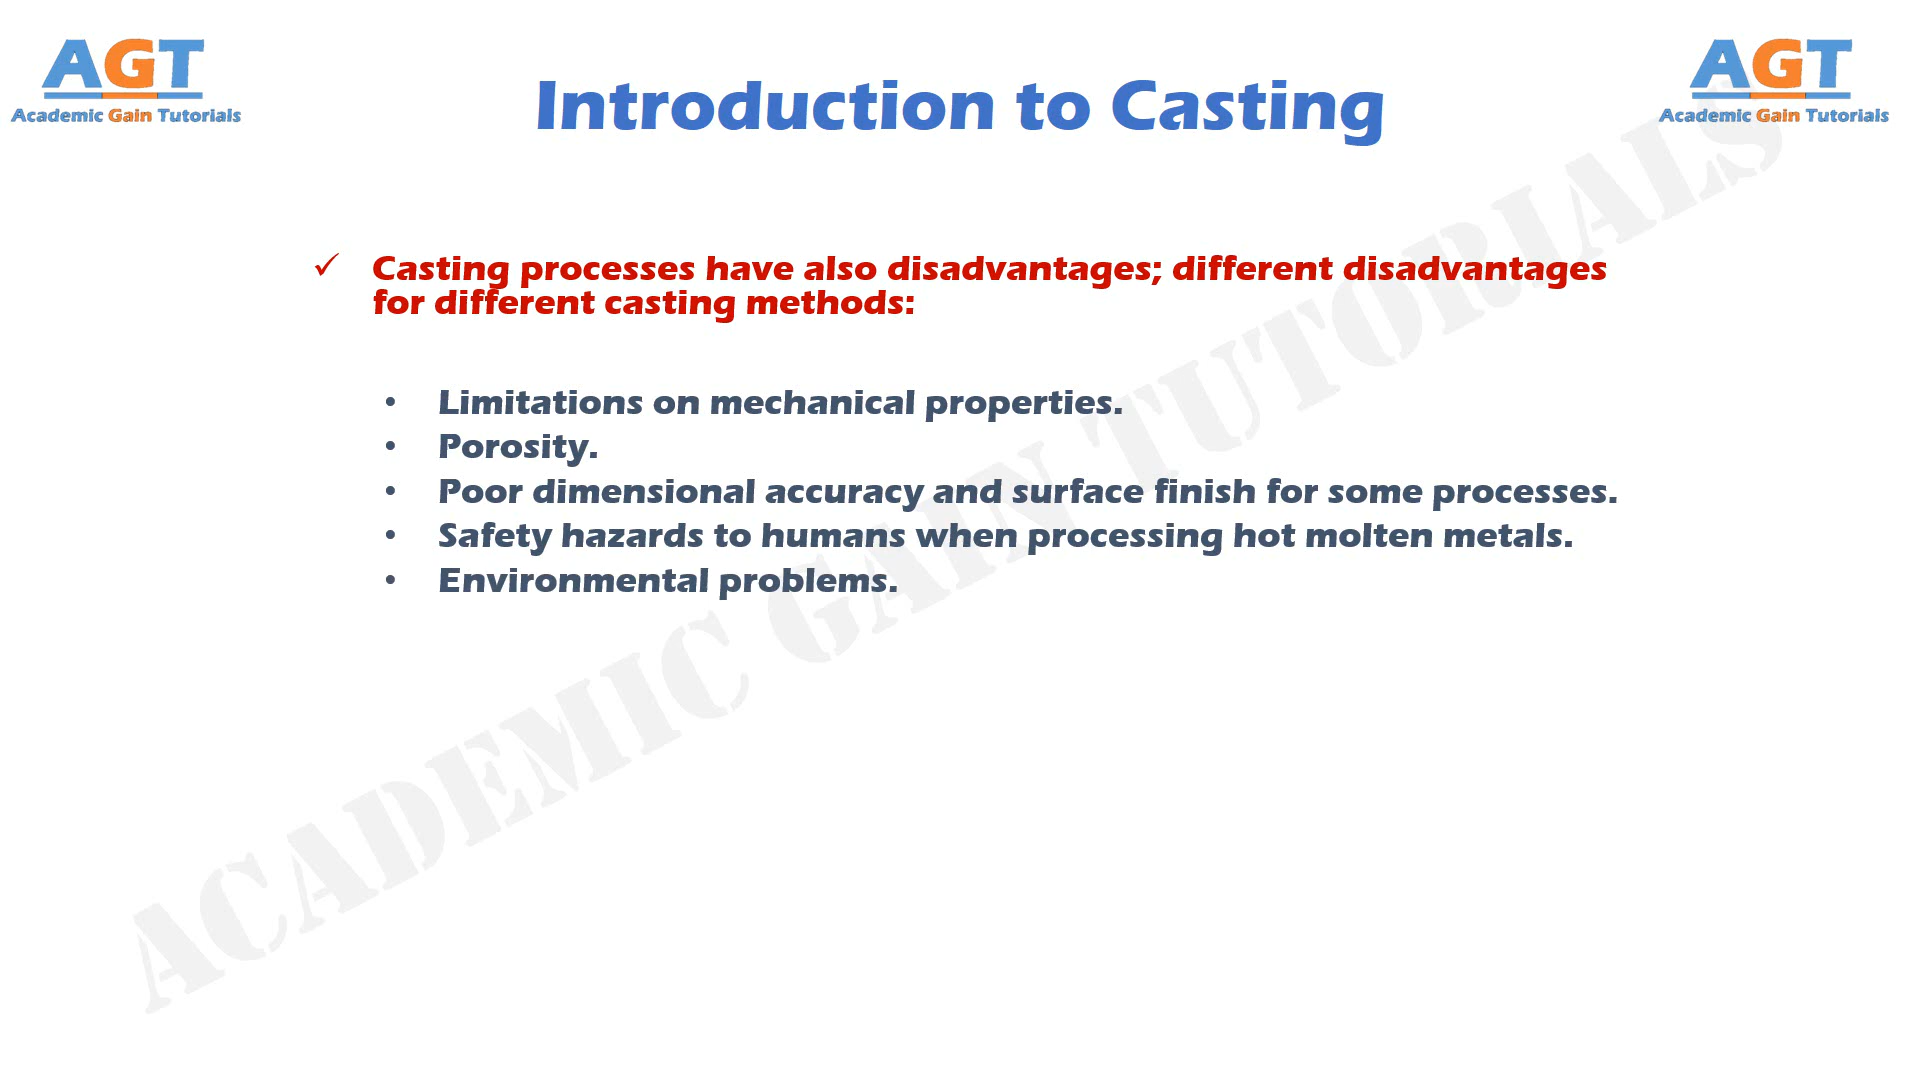 AGT
Academic Gain Tutorials
Introduction to Casting
AGT
Academic Gain Tutorials
✓ Casting processes have also disadvantages; different disadvantages
for different casting methods:
• Limitations on mechanical properties.
• Porosity.
• Poor dimensional accuracy and surface finish for some processes.
• Safety hazards to humans when processing hot molten metals.
• Environmental problems.
ACADEMIC GAIN TUTORIALS